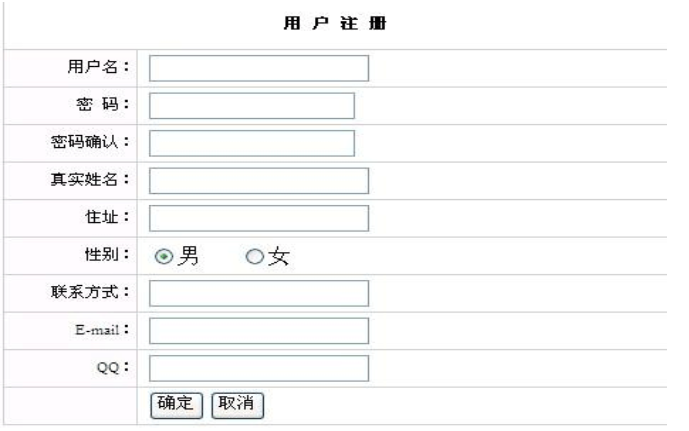 用 户 注 册
用户名：
密 码：
密码确认：
真实姓名：
住址：
性别： 男 女
联系方式：
E-mail：
QQ：
确定 取消